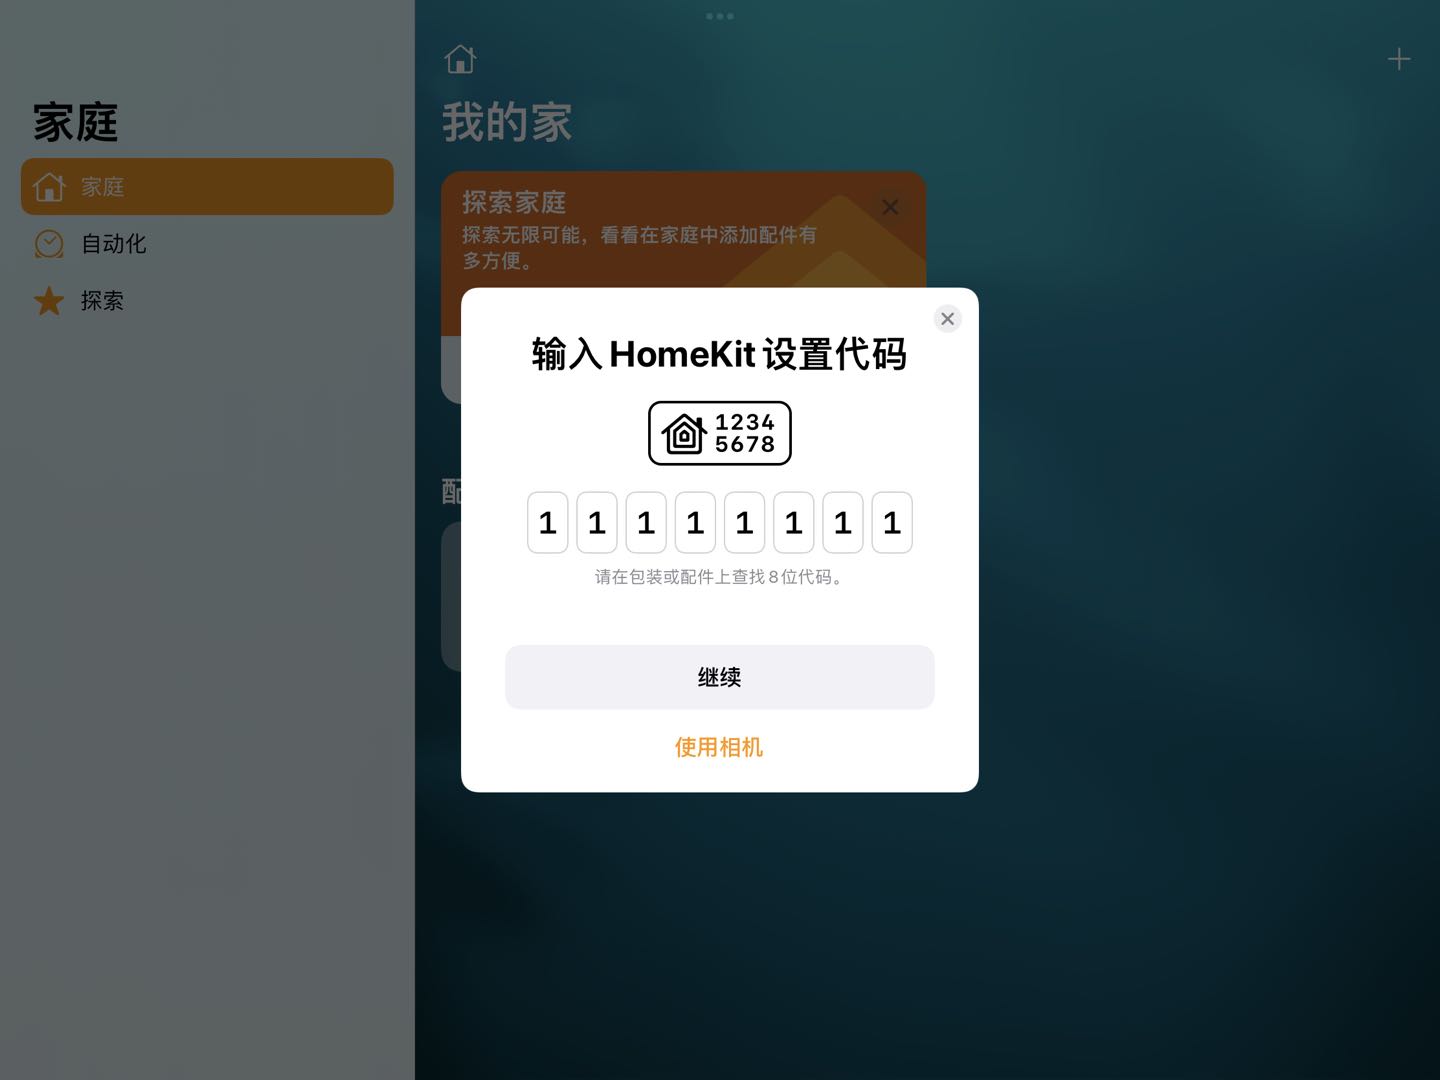 家庭
家庭
自动化
探索
我的家
探索家庭
探索无限可能，看看在家庭中添加配件有
多方便。
配
输入 HomeKit 设置代码
1234
5678
1 1 1 1 1 1 1 1
请在包装或配件上查找 8 位代码。
继续
使用相机